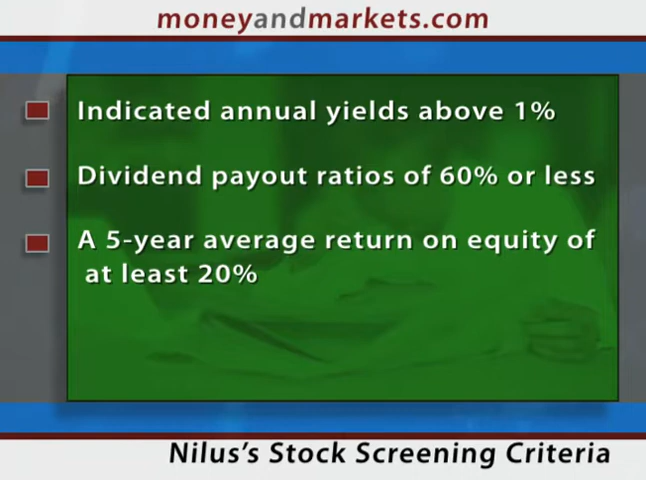 moneyandmarkets.com
Indicated annual yields above 1%
Dividend payout ratios of 60% or less
A 5-year average return on equity of
at least 20%
Nilus's Stock Screening Criteria